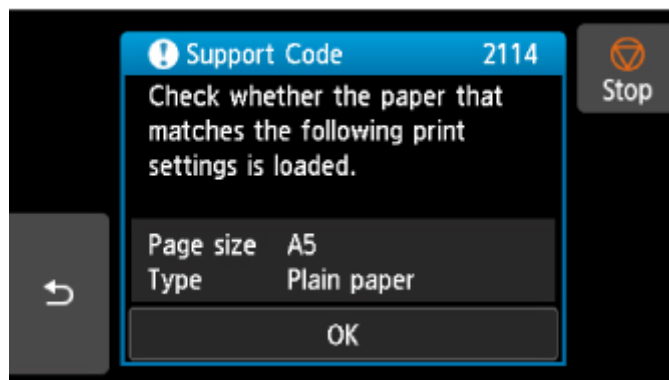 Support Code 2114
Stop
Check whether the paper that
matches the following print
settings is loaded.
Page size A5
Type Plain paper
OK